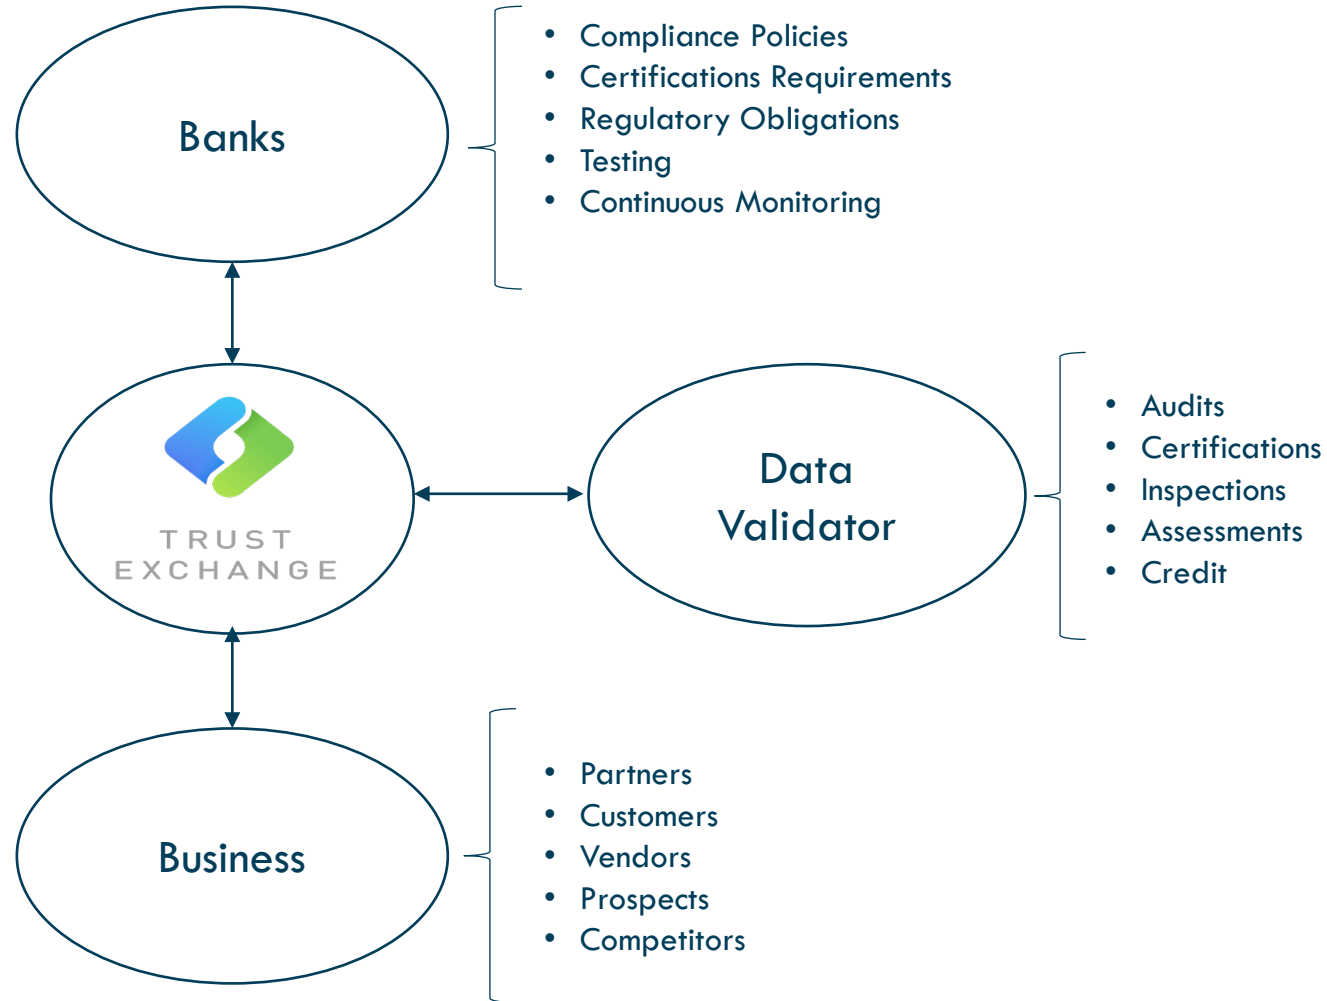 Banks
• Compliance Policies
• Certifications Requirements
• Regulatory Obligations
• Testing
• Continuous Monitoring
TRUST
EXCHANGE
Data
Validator
• Audits
• Certifications
• Inspections
• Assessments
• Credit
Business
• Partners
• Customers
• Vendors
• Prospects
• Competitors